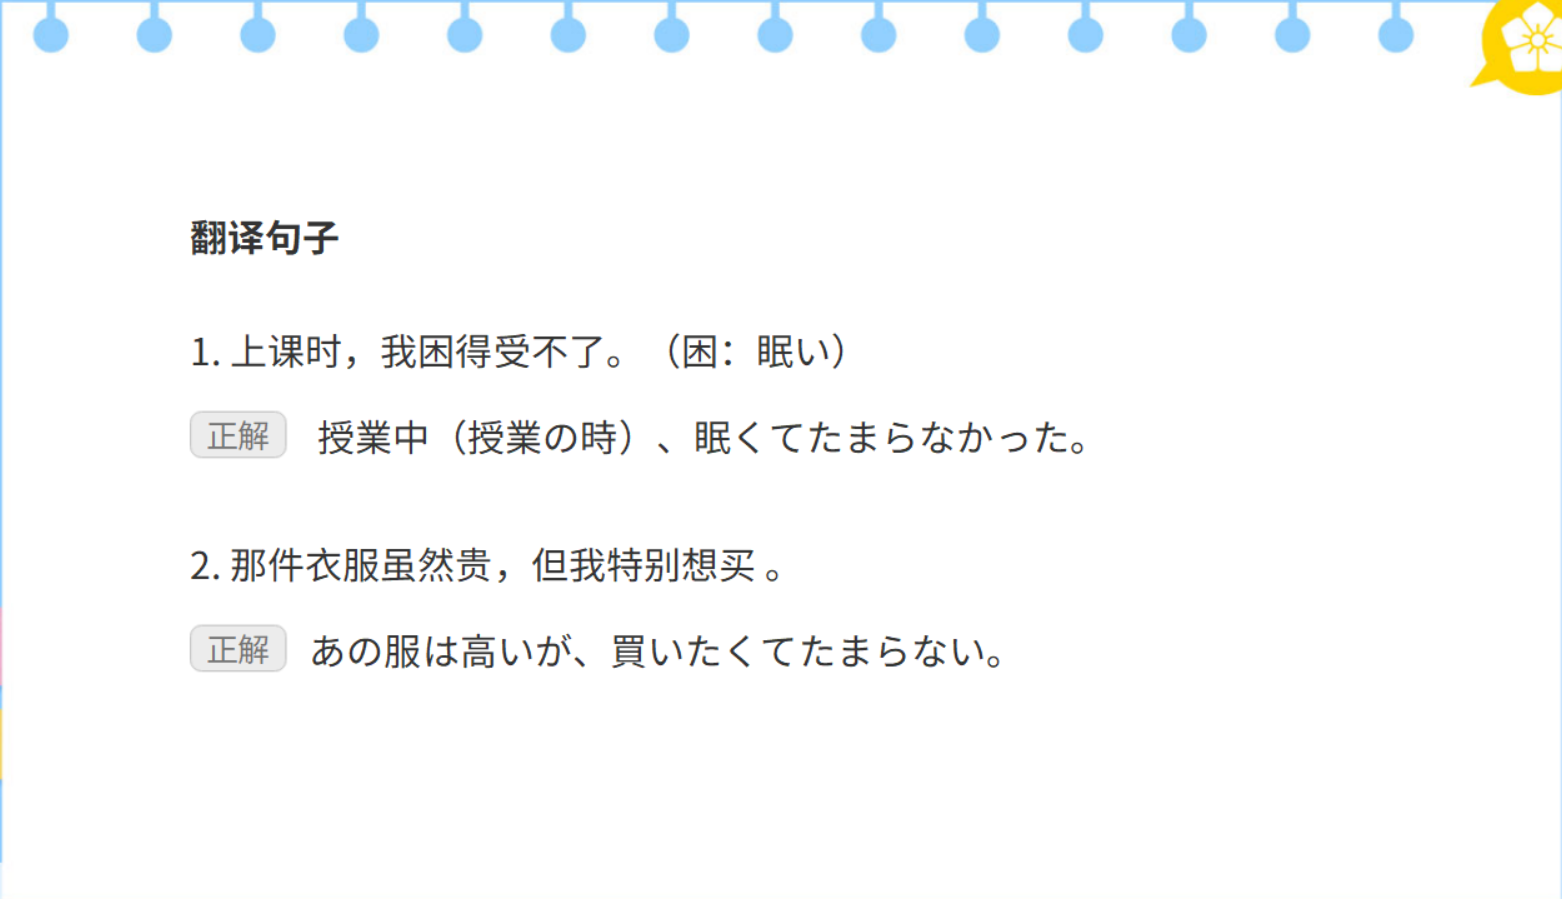 翻译句子
1. 上课时，我困得受不了。（困：眠い）
正解 授業中（授業の時）、眠くてたまらなかった。
2. 那件衣服虽然贵，但我特别想买 。
正解 あの服は高いが、買いたくてたまらない。